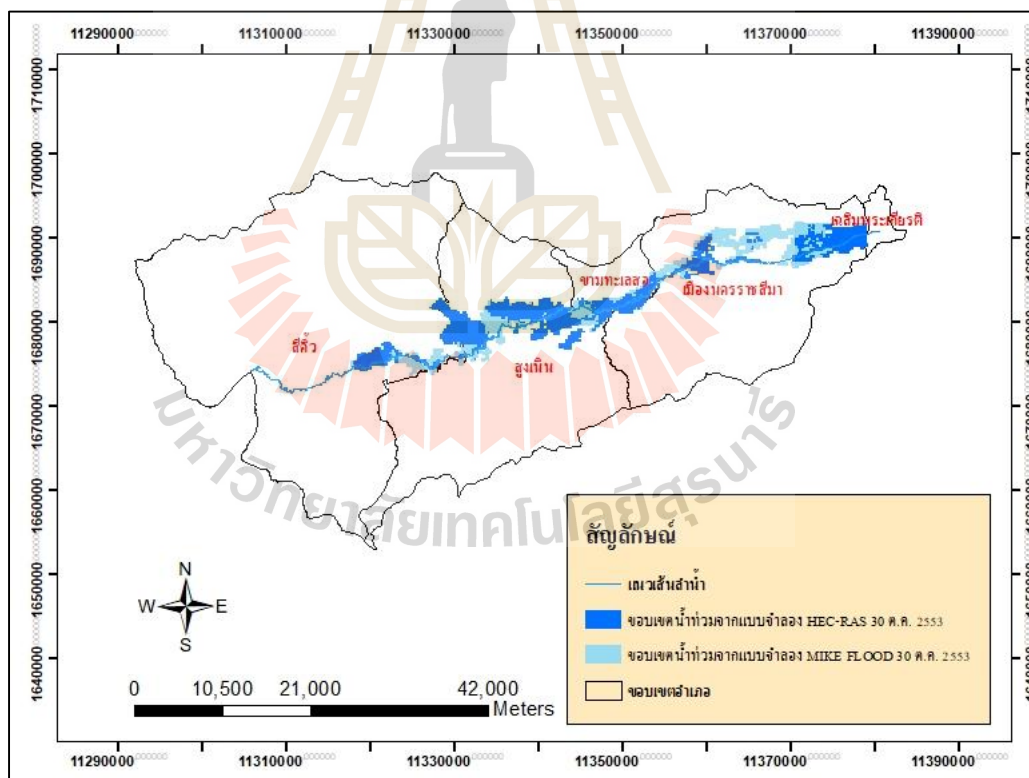 11290000 11310000 11330000 11350000 11370000 11390000
1710000
1700000
1690000
1680000
1670000
1660000
1650000
1640000
เฉลิมพระเกียรติ
ขามทะเลสอ
เมืองนครราชสีมา
สีคิ้ว
สูงเนิน
มหาวิทยาลัยเทคโนโลยีสุรนารี
สัญลักษณ์
แนวเส้นลำน้ำ
ขอบเขตน้ำท่วมจากแบบจำลอง HEC-RAS 30 ต.ค. 2553
ขอบเขตน้ำท่วมจากแบบจำลอง MIKE FLOOD 30 ต.ค. 2553
ขอบเขตอำเภอ
N
W E
S
0 10,500 21,000 42,000
Meters
11290000 11310000 11330000 11350000 11370000 11390000